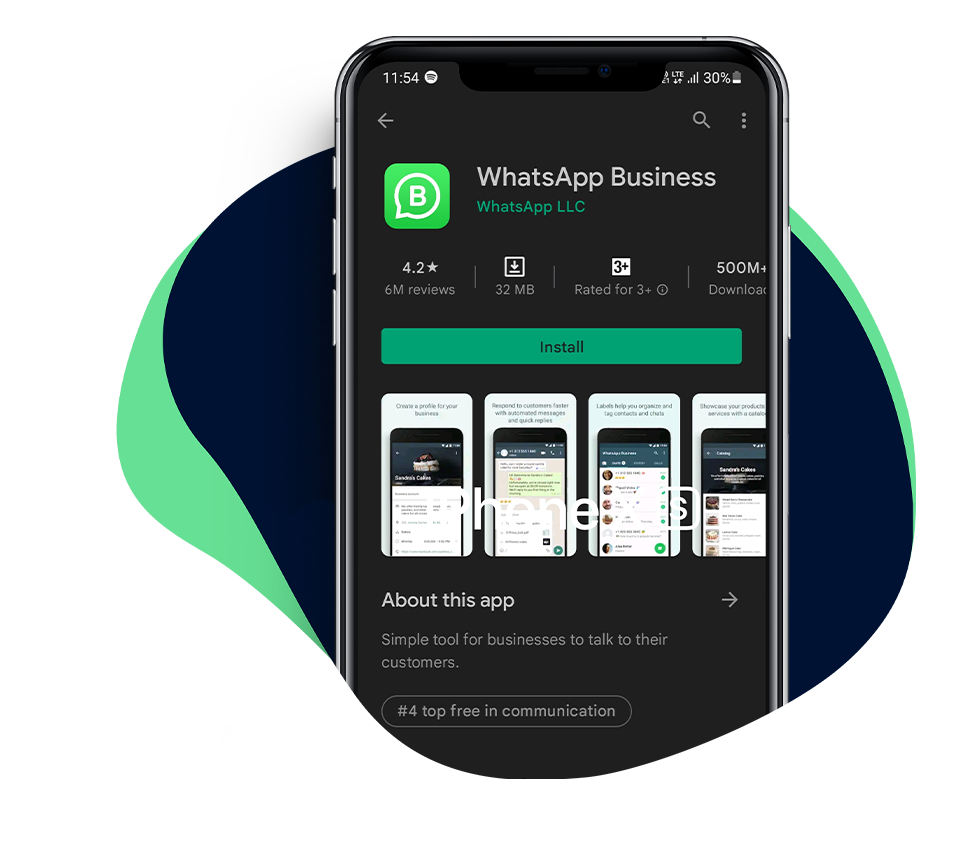 11:54
LTE
30%
B
WhatsApp Business
WhatsApp LLC
4.2★
6M reviews
32 MB
3+
Rated for 3+
500M+
Downloa
Install
Create a profile for your
business
Respond to customers faster
with automated messages
and quick replies
Labels help you organize and
tag contacts and chats
Showcase your products
services with a catalo
Sandra's Cakes
WhatsApp Business
Catalog
Sandra's Cakes
Phone
S
About this app
Simple tool for businesses to talk to their
customers.
#4 top free in communication